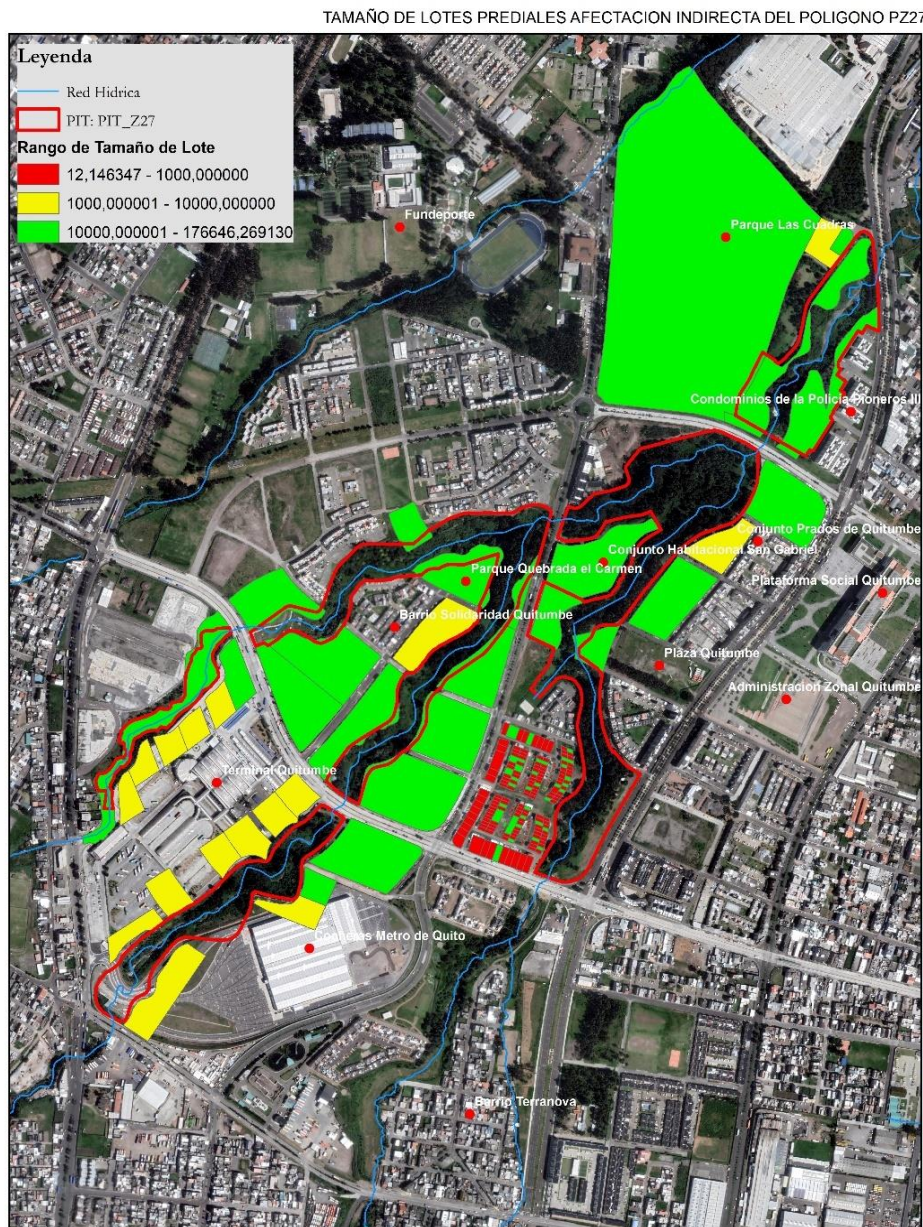 TAMAÑO DE LOTES PREDIALES AFECTACION INDIRECTA DEL POLIGONO PZ27
Leyenda
Red Hidrica
PIT: PIT_Z27
Rango de Tamaño de Lote
12,146347 - 1000,000000
1000,000001 - 10000,000000
10000,000001 - 176646,269130
Fundeporte
Parque Las Cuadras
Condominios de la Policía Pioneros III
Conjunto Prados de Quitumbe
Conjunto Habitacional San Gabriel
Parque Quebrada el Carmen
Plataforma Social Quitumbe
Barrio Solidaridad Quitumbe
Plaza Quitumbe
Administracion Zonal Quitumbe
Terminal Quitumbe
Cocheras Metro de Quito
Barrio Terranova